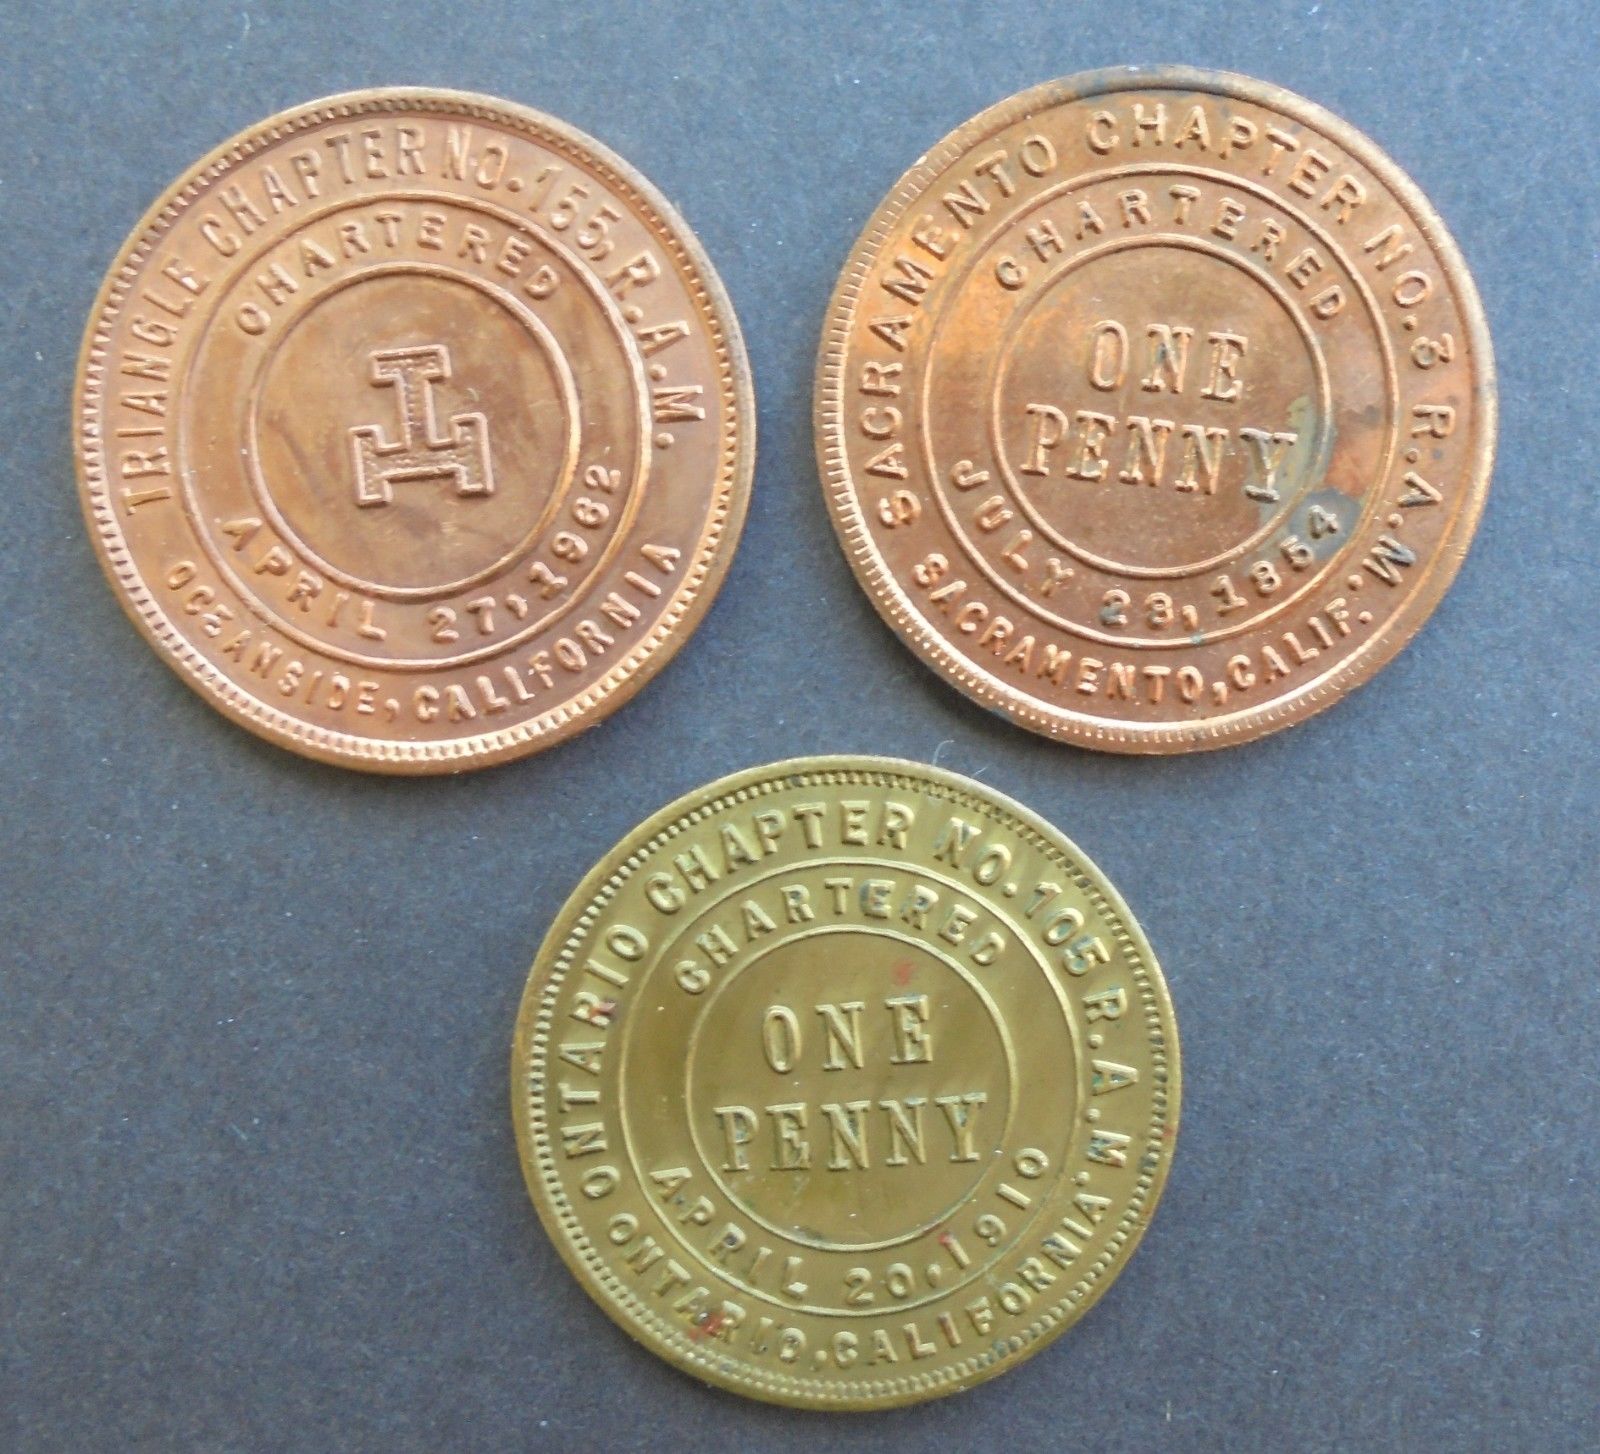 TRIANGLE CHAPTER NO. 155, R.A.M.
CHARTERED
APRIL 27, 1962
OCEANSIDE, CALIFORNIA
SACRAMENTO CHAPTER NO. 3 R.A.M.
CHARTERED
ONE
PENNY
JULY 28, 1854
SACRAMENTO, CALIF.
ONTARIO CHAPTER NO. 105 R.A.M.
CHARTERED
ONE
PENNY
APRIL 20, 1910
ONTARIO, CALIFORNIA.